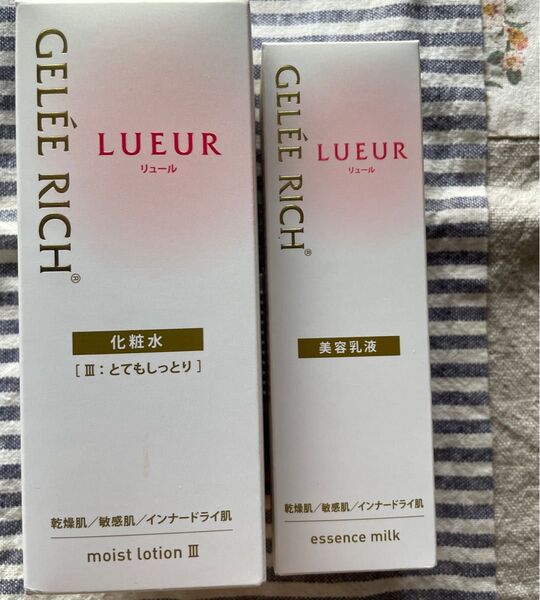 GELÉE RICH®
LUEUR
リュール
化粧水
[ Ⅲ：とてもしっとり ]
乾燥肌／敏感肌／インナードライ肌
moist lotion Ⅲ
GELÉE RICH®
LUEUR
リュール
美容乳液
乾燥肌／敏感肌／インナードライ肌
essence milk